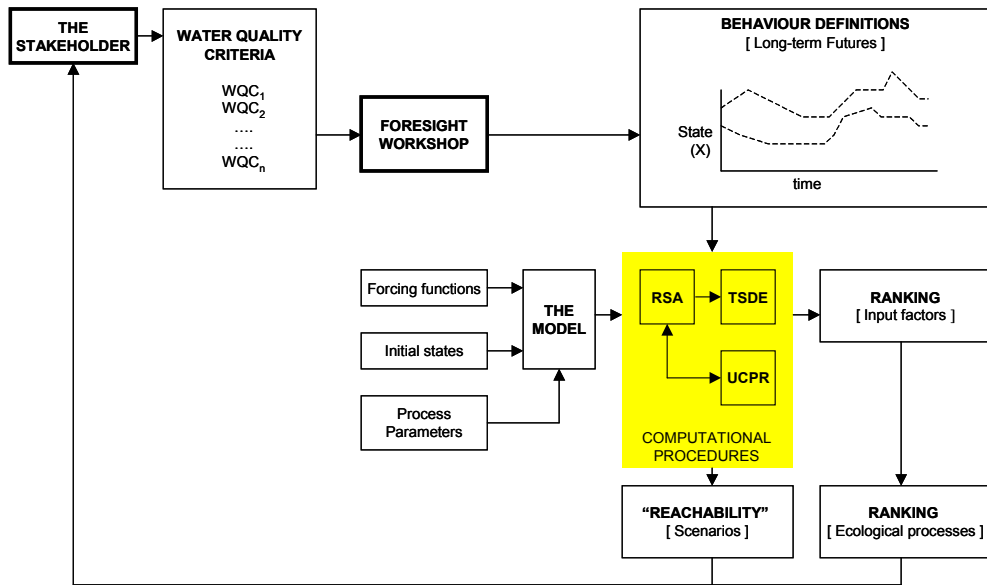 THE
STAKEHOLDER
WATER QUALITY
CRITERIA
WQC1
WQC2
....
....
WQCn
FORESIGHT
WORKSHOP
BEHAVIOUR DEFINITIONS
[ Long-term Futures ]
State
(X)
time
Forcing functions
Initial states
Process
Parameters
THE
MODEL
RSA
TSDE
UCPR
COMPUTATIONAL
PROCEDURES
RANKING
[ Input factors ]
“REACHABILITY”
[ Scenarios ]
RANKING
[ Ecological processes ]